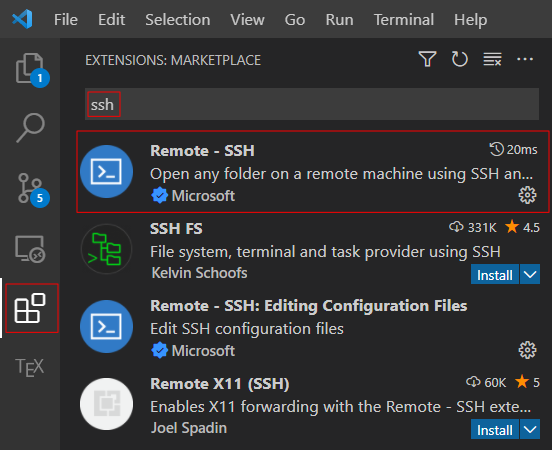 File Edit Selection View Go Run Terminal Help
EXTENSIONS: MARKETPLACE
1
ssh
Remote - SSH 20ms
Open any folder on a remote machine using SSH an...
Microsoft
5
SSH FS 331K 4.5
File system, terminal and task provider using SSH
Kelvin Schoofs Install
Remote - SSH: Editing Configuration Files
Edit SSH configuration files
Microsoft
TEX
Remote X11 (SSH) 60K 5
Enables X11 forwarding with the Remote - SSH exte...
Joel Spadin Install